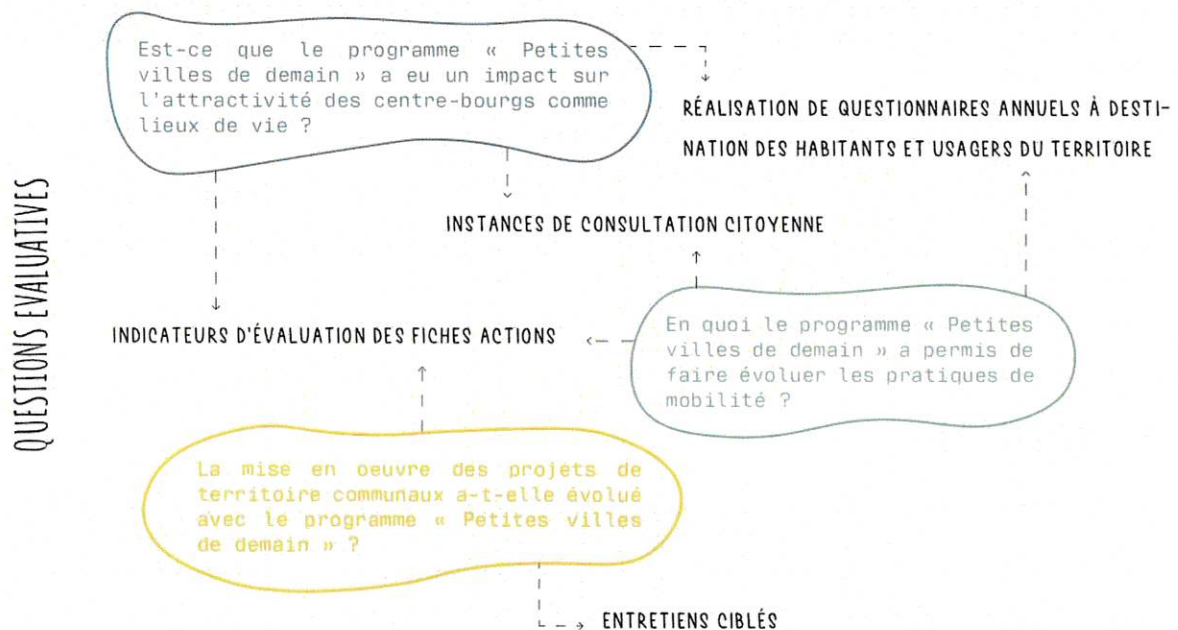 Est-ce que le programme « Petites
villes de demain » a eu un impact sur
l'attractivité des centre-bourgs comme
lieux de vie ?
RÉALISATION DE QUESTIONNAIRES ANNUELS À DESTI-
NATION DES HABITANTS ET USAGERS DU TERRITOIRE
QUESTIONS EVALUATIVES
INSTANCES DE CONSULTATION CITOYENNE
INDICATEURS D'ÉVALUATION DES FICHES ACTIONS
En quoi le programme « Petites
villes de demain » a permis de
faire évoluer les pratiques de
mobilité ?
La mise en oeuvre des projets de
territoire communaux a-t-elle évolué
avec le programme « Petites villes
de demain » ?
ENTRETIENS CIBLÉS